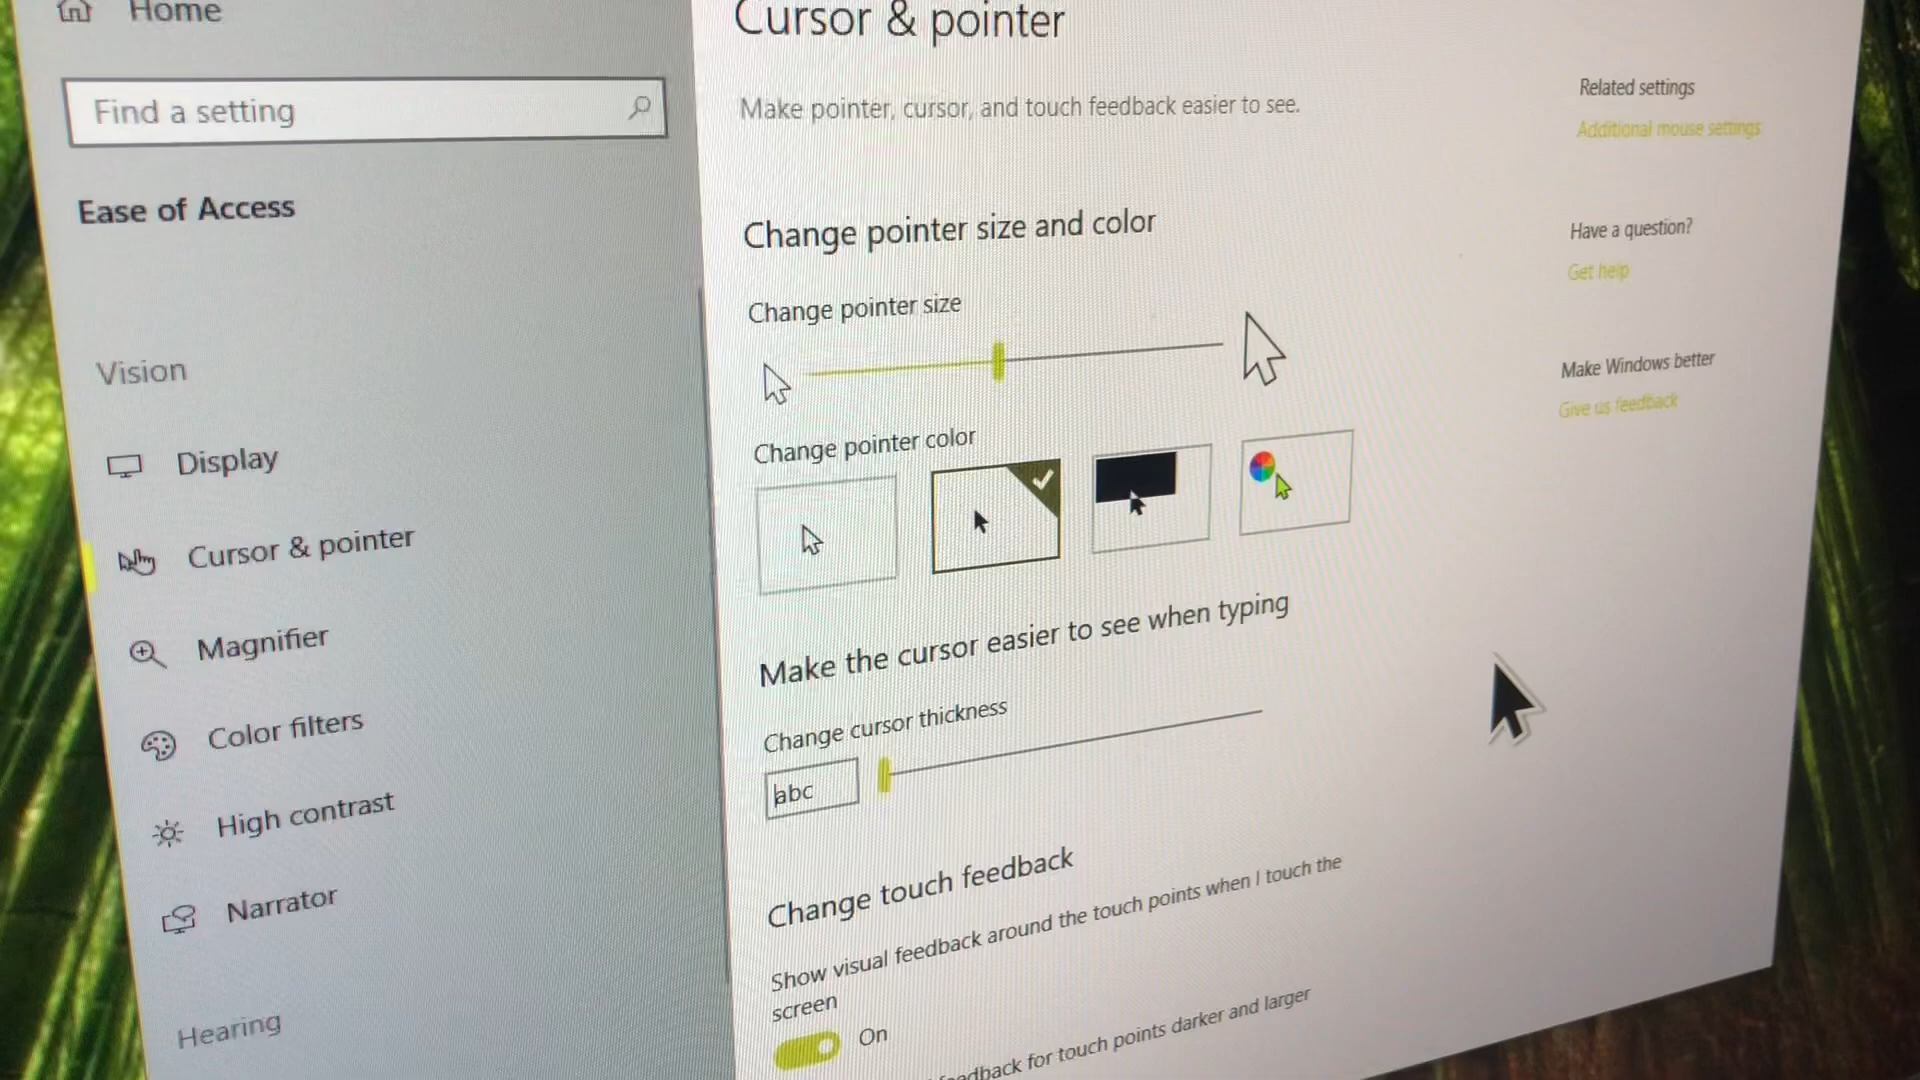 Home
Find a setting
Ease of Access
Vision
Display
Cursor & pointer
Magnifier
Color filters
High contrast
Narrator
Hearing
Cursor & pointer
Make pointer, cursor, and touch feedback easier to see.
Change pointer size and color
Change pointer size
Change pointer color
Make the cursor easier to see when typing
Change cursor thickness
abc
Change touch feedback
Show visual feedback around the touch points when I touch the
screen
On
for touch points darker and larger
Related settings
Additional mouse settings
Have a question?
Get help
Make Windows better
Give us feedback